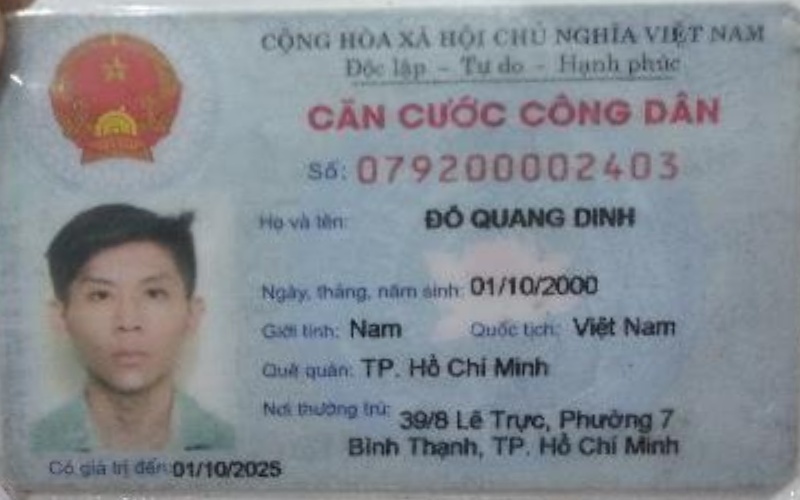 CỘNG HÒA XÃ HỘI CHỦ NGHĨA VIỆT NAM
Độc lập - Tự do - Hạnh phúc
CĂN CƯỚC CÔNG DÂN
Số: 079200002403
Họ và tên: ĐỖ QUANG DINH
Ngày, tháng, năm sinh: 01/10/2000
Giới tính: Nam Quốc tịch: Việt Nam
Quê quán: TP. Hồ Chí Minh
Nơi thường trú: 39/8 Lê Trực, Phường 7
Bình Thạnh, TP. Hồ Chí Minh
Có giá trị đến: 01/10/2025